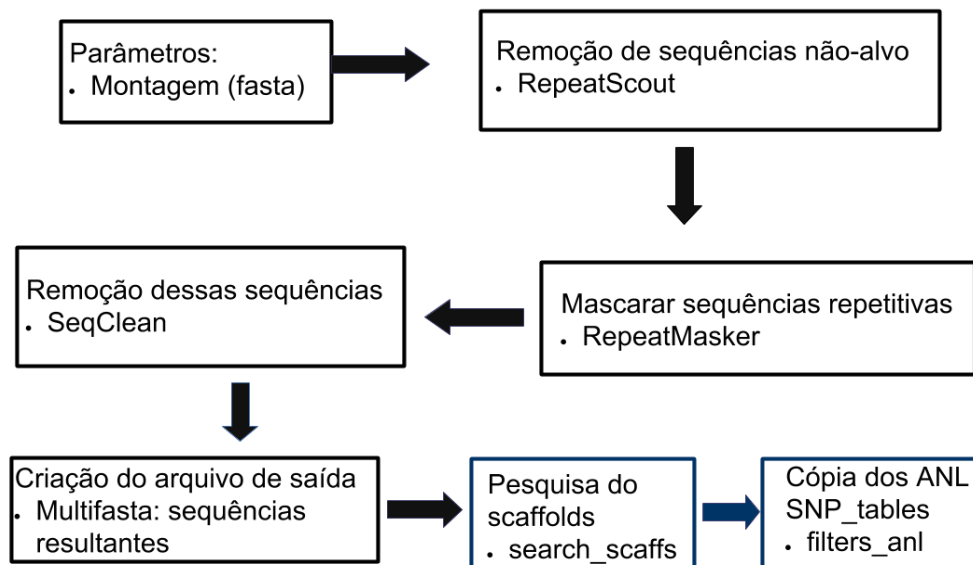 Parâmetros:
• Montagem (fasta)
Remoção de sequências não-alvo
• RepeatScout
Mascarar sequências repetitivas
• RepeatMasker
Remoção dessas sequências
• SeqClean
Criação do arquivo de saída
• Multifasta: sequências
resultantes
Pesquisa do
scaffolds
• search_scaffs
Cópia dos ANL
SNP_tables
• filters_anl